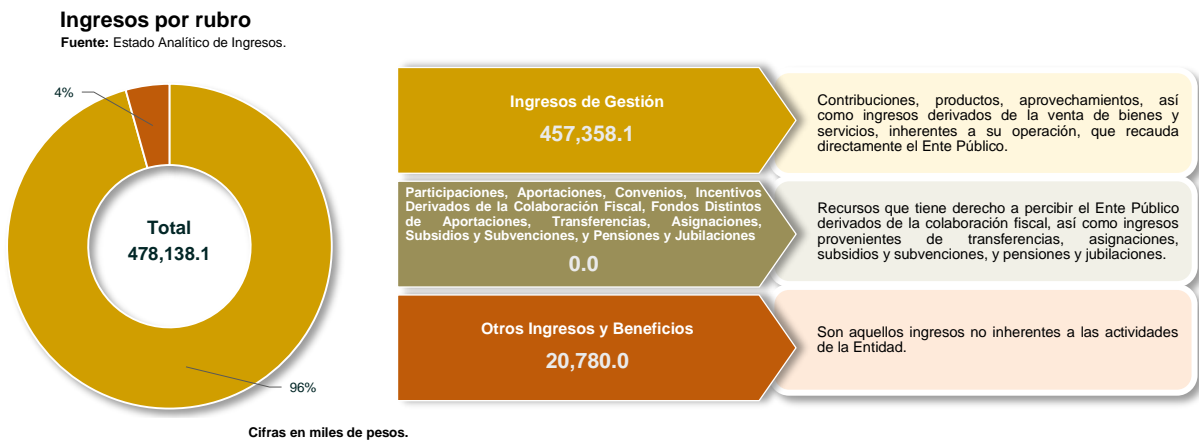 Ingresos por rubro
Fuente: Estado Analítico de Ingresos.
4%
Total
478,138.1
96%
Ingresos de Gestión
457,358.1
Contribuciones, productos, aprovechamientos, así
como ingresos derivados de la venta de bienes y
servicios, inherentes a su operación, que recauda
directamente el Ente Público.
Participaciones, Aportaciones, Convenios, Incentivos
Derivados de la Colaboración Fiscal, Fondos Distintos
de Aportaciones, Transferencias, Asignaciones,
Subsidios y Subvenciones, y Pensiones y Jubilaciones
0.0
Recursos que tiene derecho a percibir el Ente Público
derivados de la colaboración fiscal, así como ingresos
provenientes de transferencias, asignaciones,
subsidios y subvenciones, y pensiones y jubilaciones.
Otros Ingresos y Beneficios
20,780.0
Son aquellos ingresos no inherentes a las actividades
de la Entidad.
Cifras en miles de pesos.